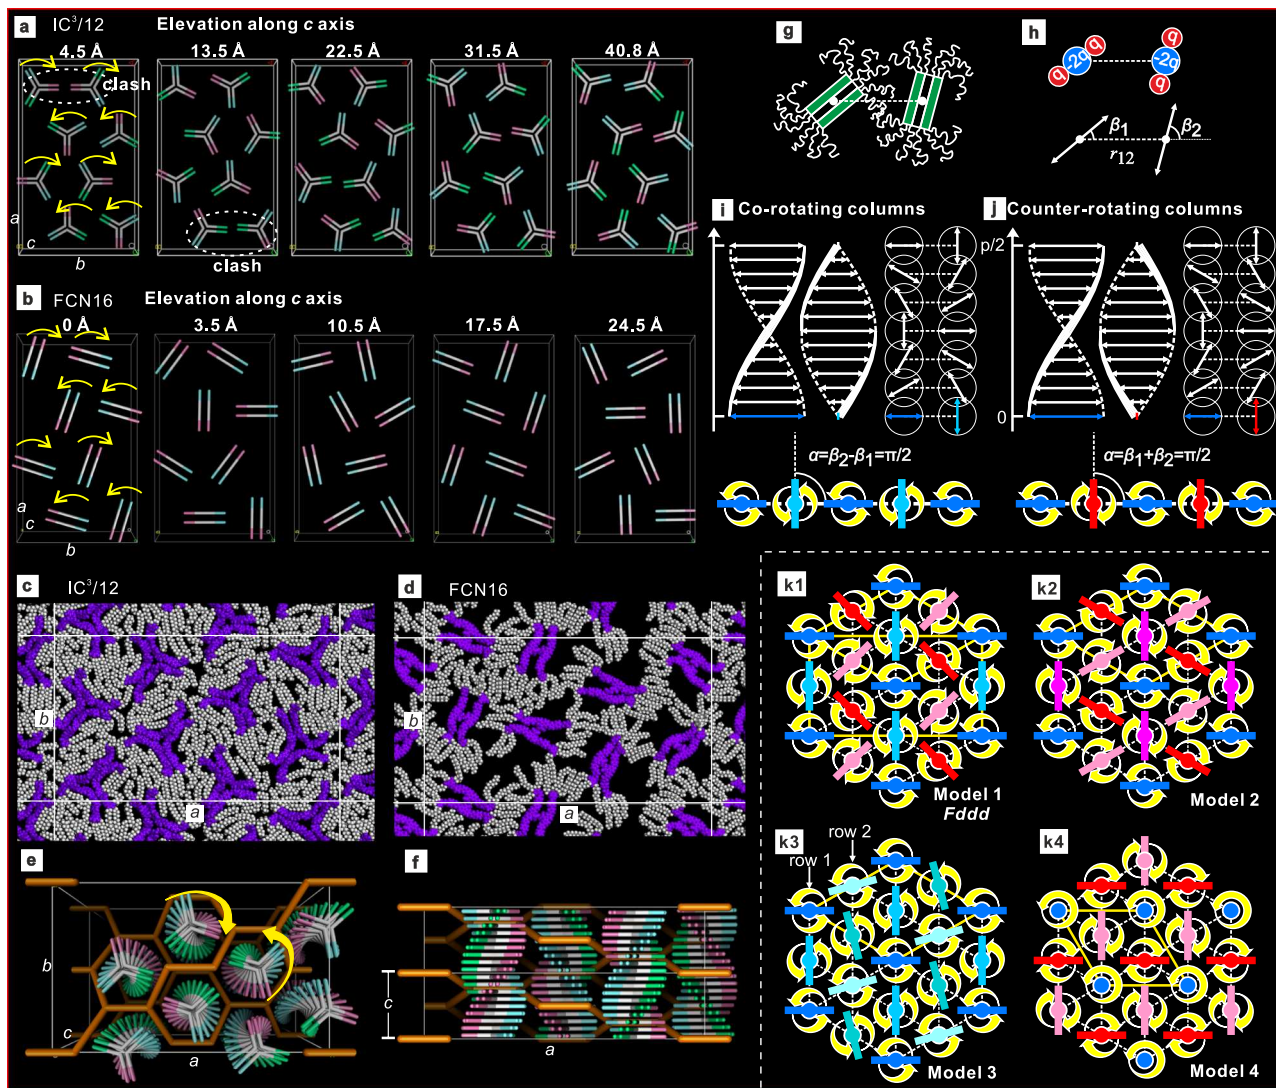 a IC³/12 Elevation along c axis
4.5 Å 13.5 Å 22.5 Å 31.5 Å 40.8 Å
clash
a
c
b
clash
b FCN16 Elevation along c axis
0 Å 3.5 Å 10.5 Å 17.5 Å 24.5 Å
a
c
b
c IC³/12
b
a
d FCN16
b
a
e
b
c
a
f
c
a
g
h
q q -2q -2q q q
β1 β2
r12
i Co-rotating columns
p/2
0
α=β2-β1=π/2
j Counter-rotating columns
p/2
0
α=β1+β2=π/2
k1
Model 1
Fddd
k2
Model 2
k3
row 1 row 2
Model 3
k4
Model 4